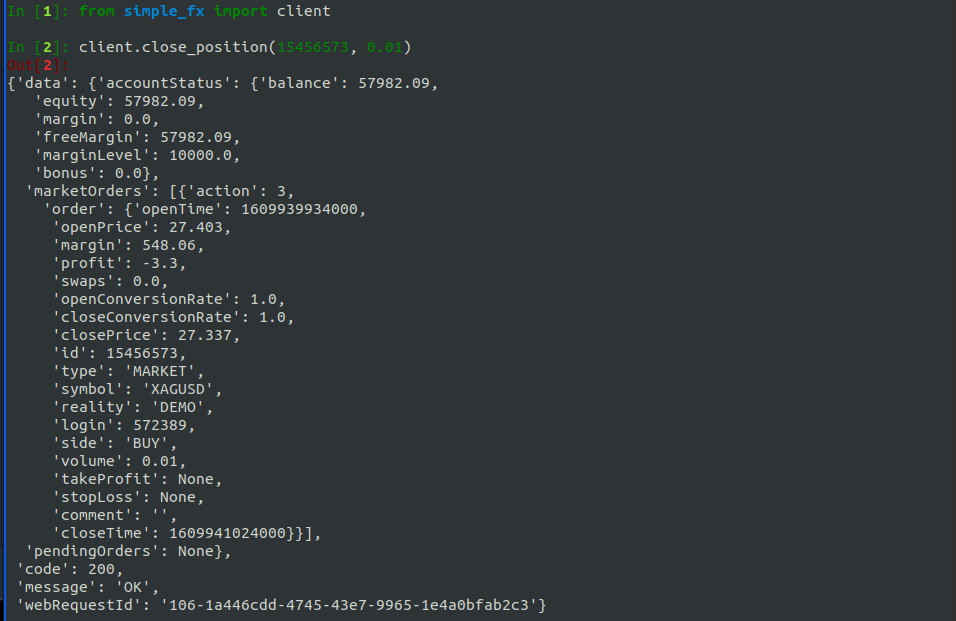 In [1]: from simple_fx import client
In [2]: client.close_position(15456573, 0.01)
Out[2]:
{'data': {'accountStatus': {'balance': 57982.09,
'equity': 57982.09,
'margin': 0.0,
'freeMargin': 57982.09,
'marginLevel': 10000.0,
'bonus': 0.0},
'marketOrders': [{'action': 3,
'order': {'openTime': 1609939934000,
'openPrice': 27.403,
'margin': 548.06,
'profit': -3.3,
'swaps': 0.0,
'openConversionRate': 1.0,
'closeConversionRate': 1.0,
'closePrice': 27.337,
'id': 15456573,
'type': 'MARKET',
'symbol': 'XAGUSD',
'reality': 'DEMO',
'login': 572389,
'side': 'BUY',
'volume': 0.01,
'takeProfit': None,
'stopLoss': None,
'comment': '',
'closeTime': 1609941024000}}],
'pendingOrders': None},
'code': 200,
'message': 'OK',
'webRequestId': '106-1a446cdd-4745-43e7-9965-1e4a0bfab2c3'}